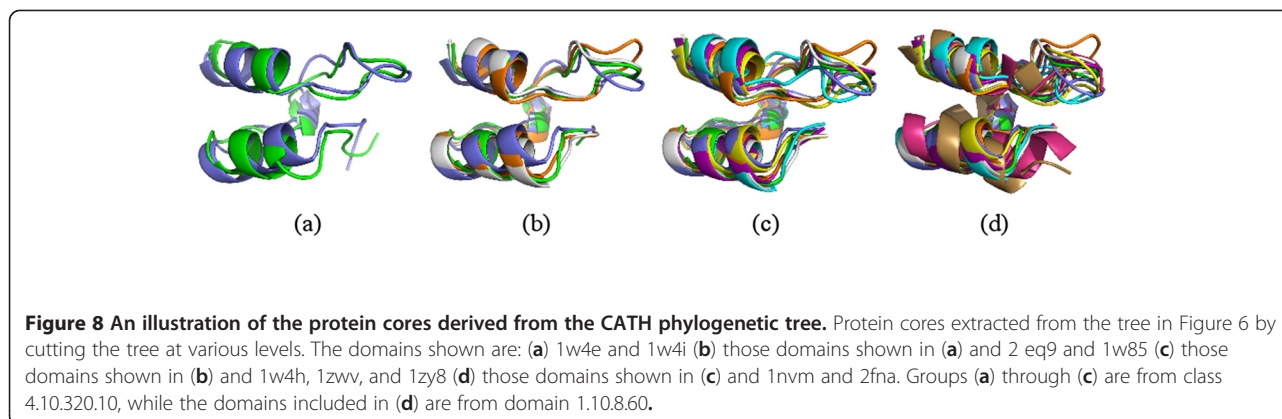 (a) (b) (c) (d)
Figure 8 An illustration of the protein cores derived from the CATH phylogenetic tree. Protein cores extracted from the tree in Figure 6 by
cutting the tree at various levels. The domains shown are: (a) 1w4e and 1w4i (b) those domains shown in (a) and 2 eq9 and 1w85 (c) those
domains shown in (b) and 1w4h, 1zwv, and 1zy8 (d) those domains shown in (c) and 1nvm and 2fna. Groups (a) through (c) are from class
4.10.320.10, while the domains included in (d) are from domain 1.10.8.60.